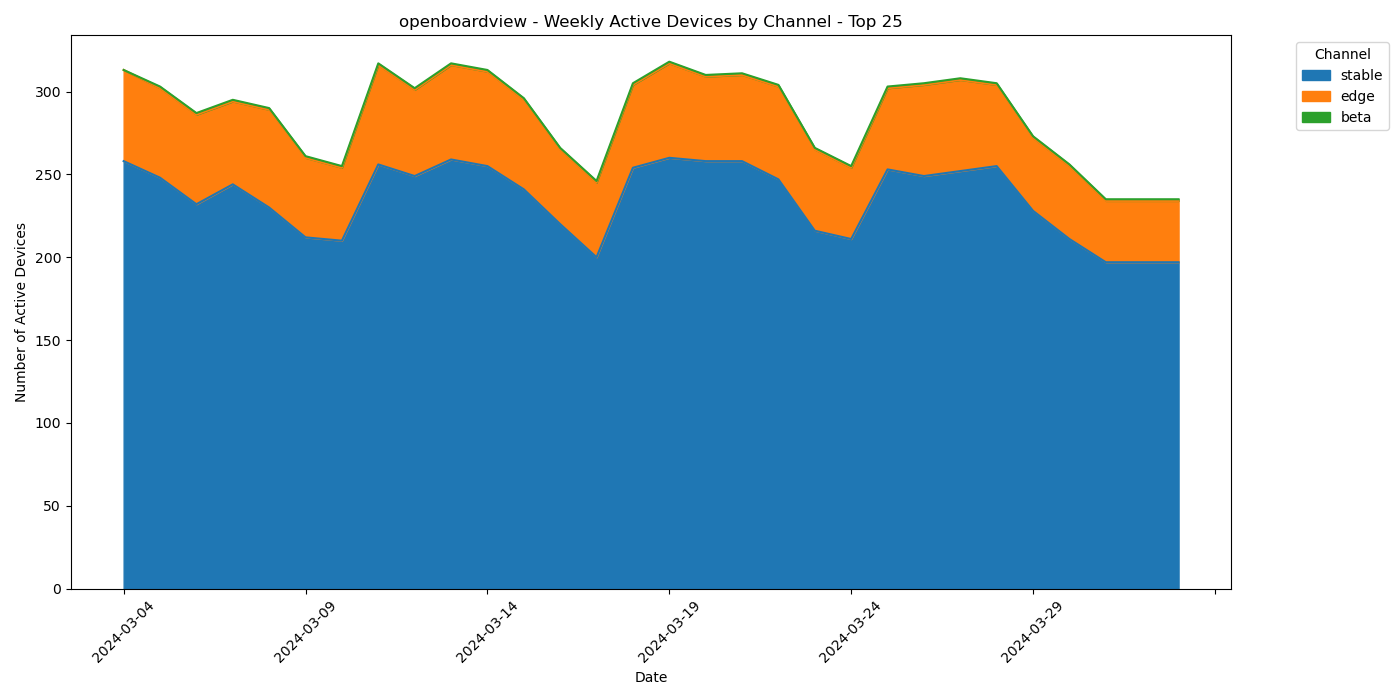 openboardview - Weekly Active Devices by Channel - Top 25
Channel
stable
edge
beta
Number of Active Devices
300
250
200
150
100
50
0
2024-03-04
2024-03-09
2024-03-14
2024-03-19
2024-03-24
2024-03-29
Date